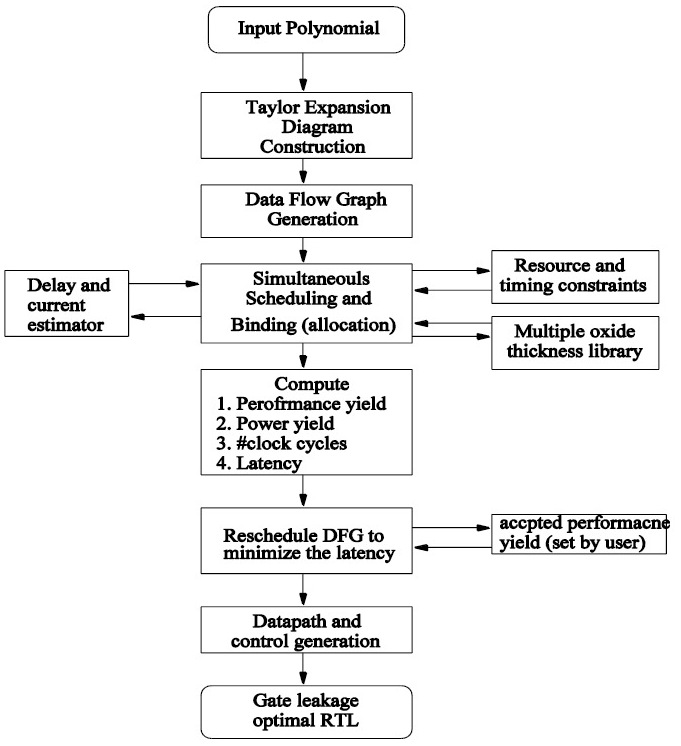 Input Polynomial
Taylor Expansion
Diagram
Construction
Data Flow Graph
Generation
Delay and
current
estimator
Simultaneouls
Scheduling and
Binding (allocation)
Resource and
timing constraints
Multiple oxide
thickness library
Compute
1. Perofrmance yield
2. Power yield
3. #clock cycles
4. Latency
Reschedule DFG to
minimize the latency
accpted performacne
yield (set by user)
Datapath and
control generation
Gate leakage
optimal RTL